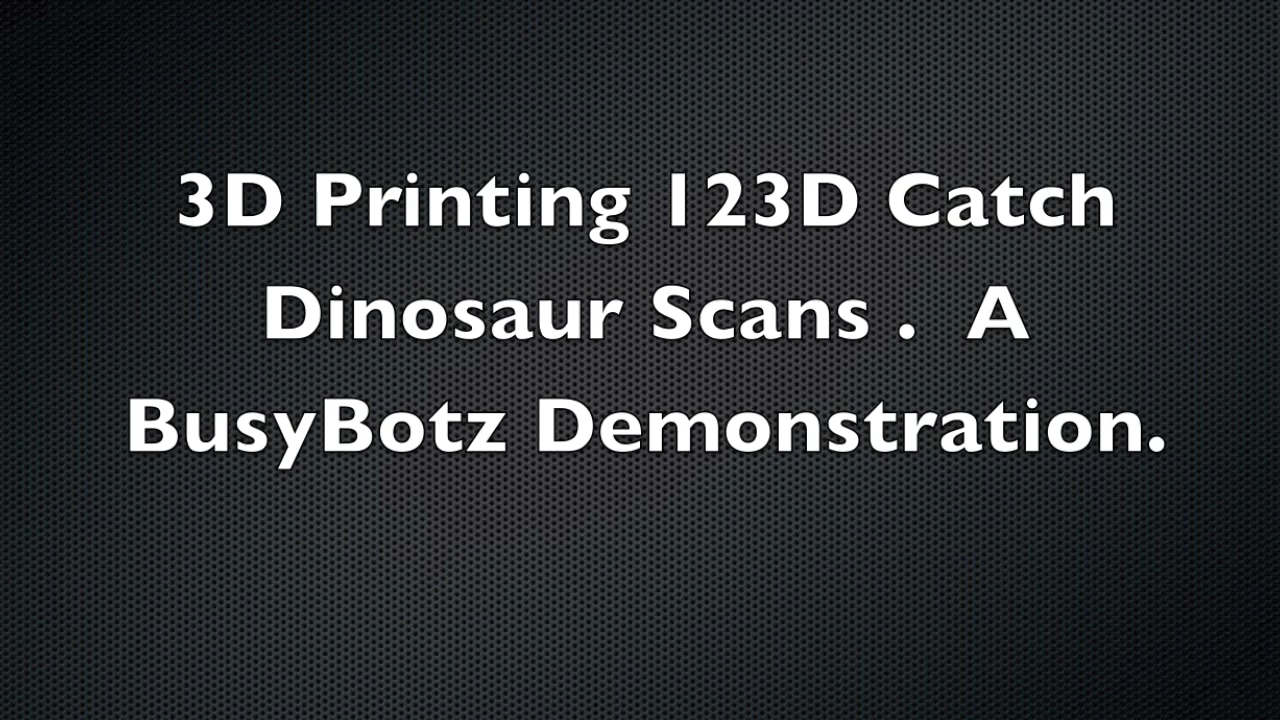 3D Printing 123D Catch
Dinosaur Scans .  A
BusyBotz Demonstration.